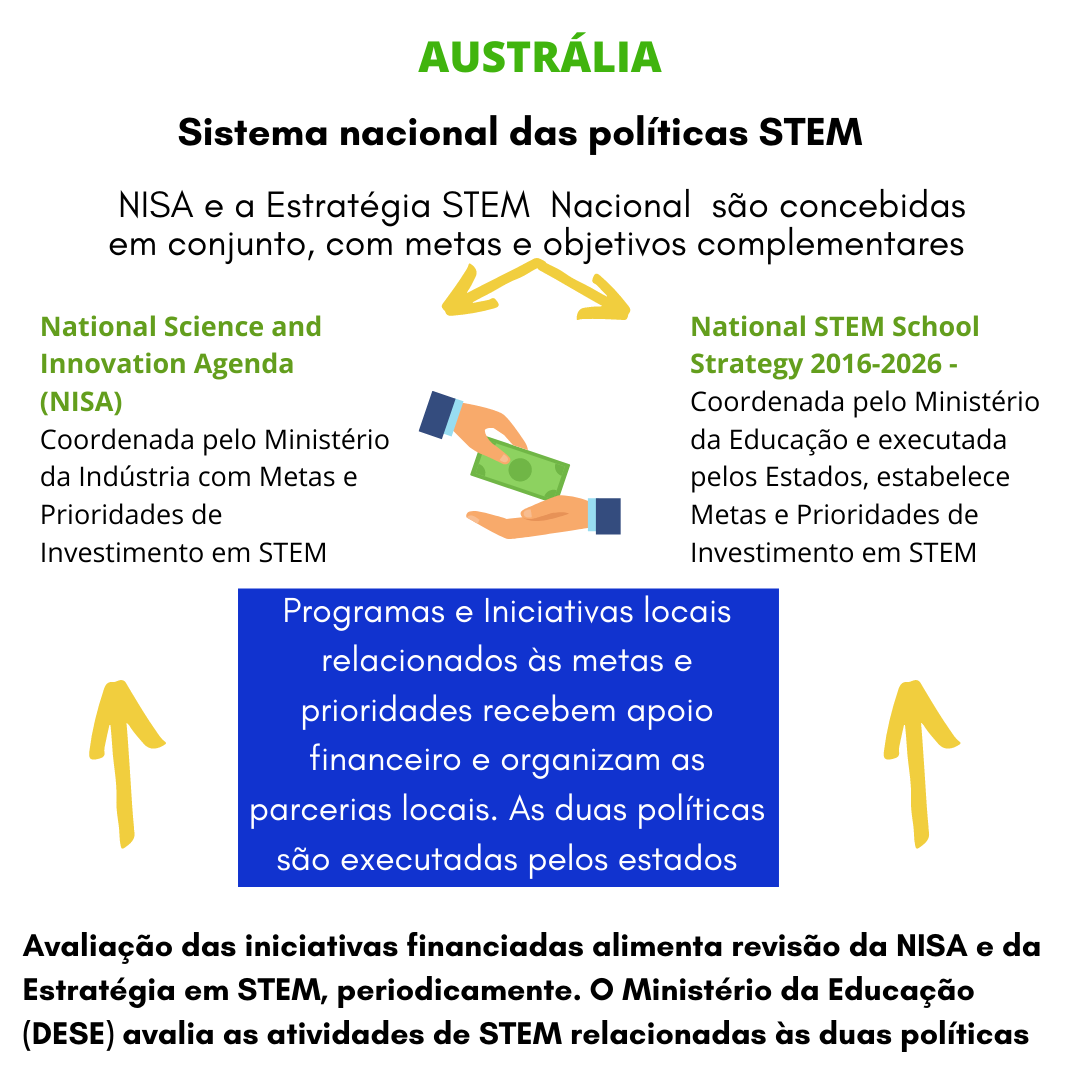 AUSTRÁLIA
Sistema nacional das políticas STEM
NISA e a Estratégia STEM Nacional são concebidas
em conjunto, com metas e objetivos complementares
National Science and
Innovation Agenda
(NISA)
Coordenada pelo Ministério
da Indústria com Metas e
Prioridades de
Investimento em STEM
National STEM School
Strategy 2016-2026 -
Coordenada pelo Ministério
da Educação e executada
pelos Estados, estabelece
Metas e Prioridades de
Investimento em STEM
Programas e Iniciativas locais
relacionados às metas e
prioridades recebem apoio
financeiro e organizam as
parcerias locais. As duas políticas
são executadas pelos estados
Avaliação das iniciativas financiadas alimenta revisão da NISA e da
Estratégia em STEM, periodicamente. O Ministério da Educação
(DESE) avalia as atividades de STEM relacionadas às duas políticas